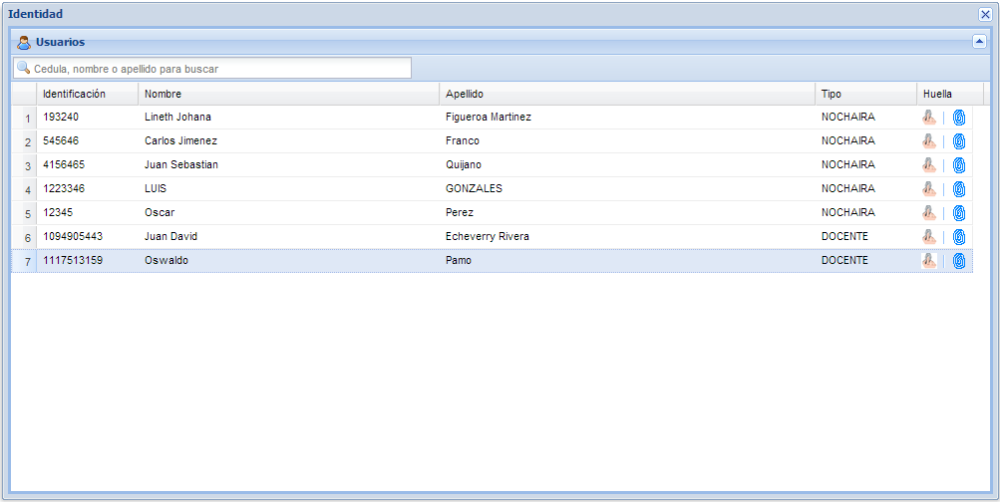 Identidad
Usuarios
Cedula, nombre o apellido para buscar
Identificación Nombre Apellido Tipo Huella
1 193240 Lineth Johana Figueroa Martinez NOCHAIRA
2 545646 Carlos Jimenez Franco NOCHAIRA
3 4156465 Juan Sebastian Quijano NOCHAIRA
4 1223346 LUIS GONZALES NOCHAIRA
5 12345 Oscar Perez NOCHAIRA
6 1094905443 Juan David Echeverry Rivera DOCENTE
7 1117513159 Oswaldo Pamo DOCENTE